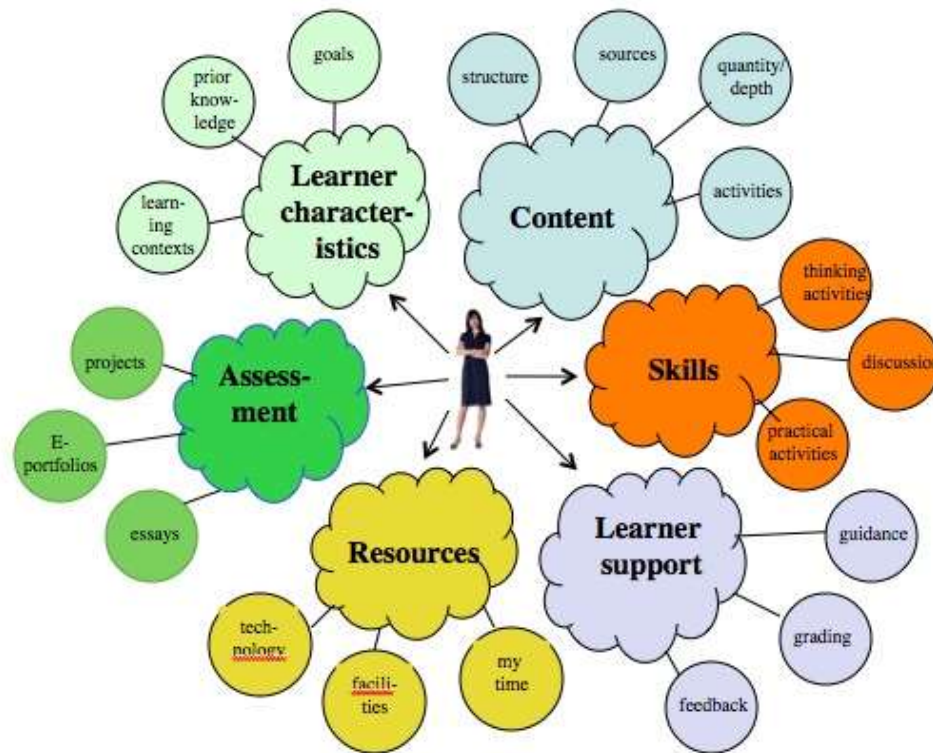 goals
prior
know-
ledge
learn-
ing
contexts
Learner
character-
istics
structure
sources
quantity/
depth
activities
Content
thinking
activities
discussion
practical
activities
Skills
Learner
support
guidance
grading
feedback
Resources
tech-
nology
facili-
ties
my
time
Assess-
ment
projects
E-
portfolios
essays